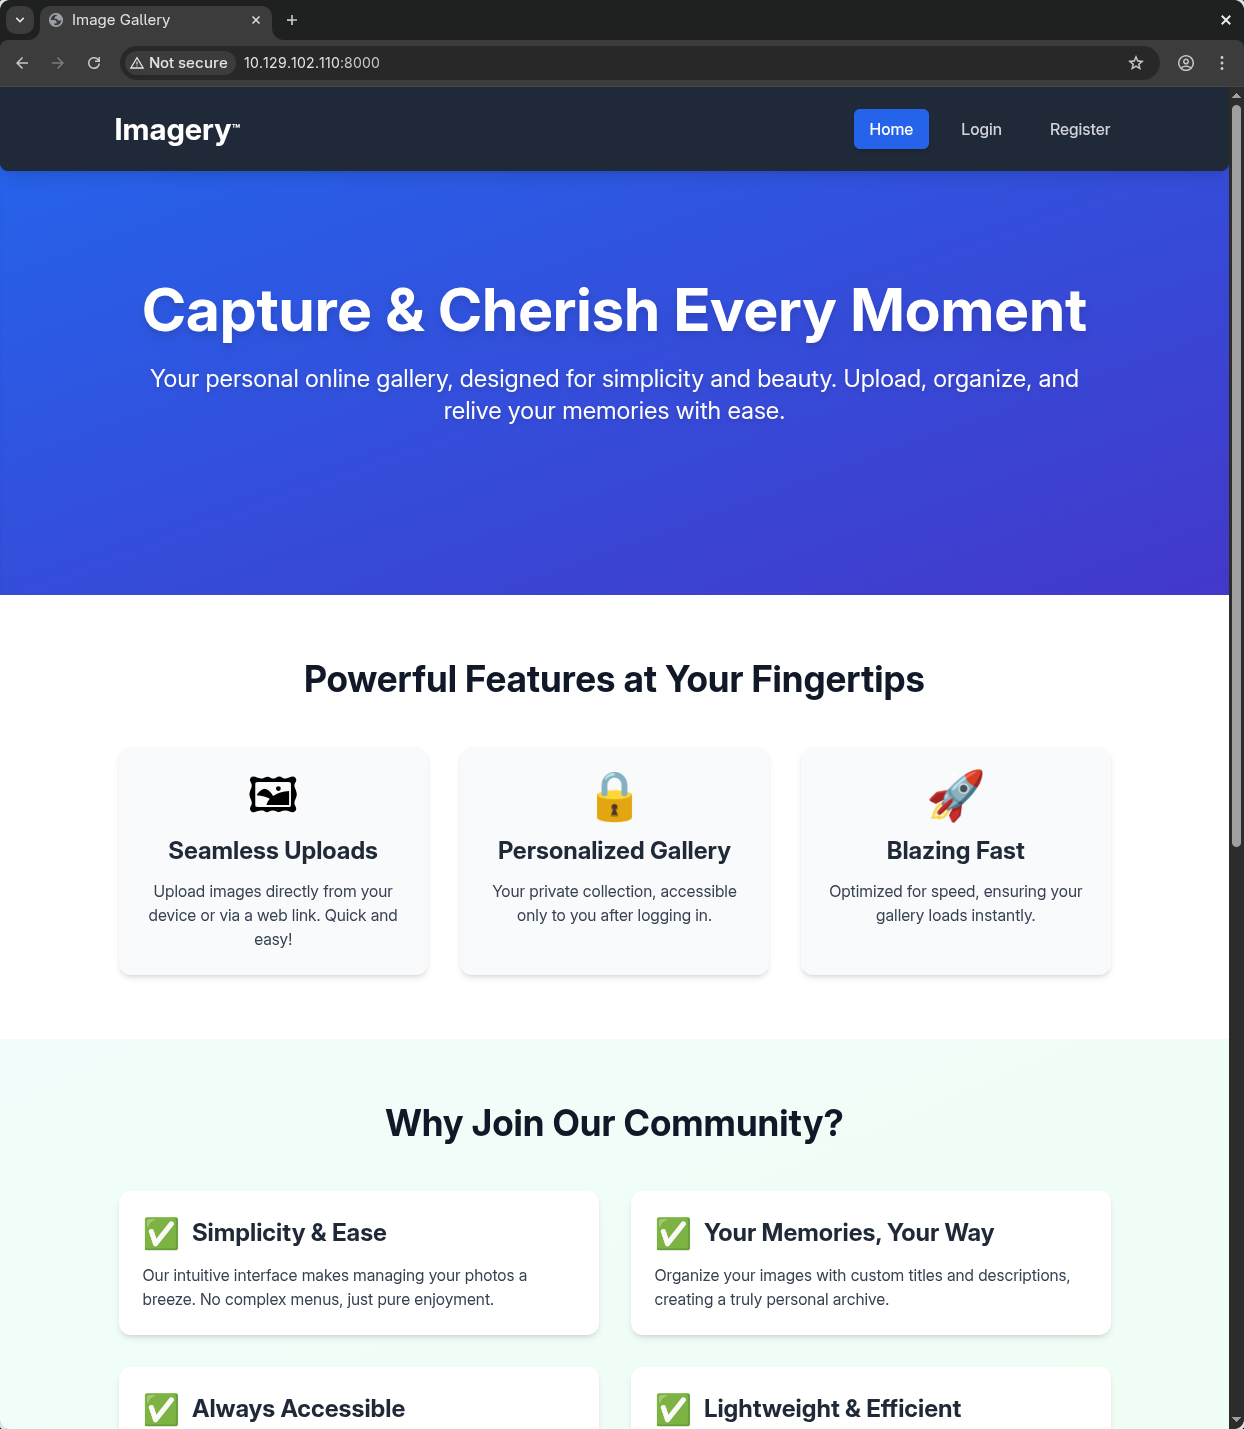 Image Gallery
Not secure
10.129.102.110:8000
Imagery™
Home
Login
Register
Capture & Cherish Every Moment
Your personal online gallery, designed for simplicity and beauty. Upload, organize, and
relive your memories with ease.
Powerful Features at Your Fingertips
Seamless Uploads
Upload images directly from your
device or via a web link. Quick and
easy!
Personalized Gallery
Your private collection, accessible
only to you after logging in.
Blazing Fast
Optimized for speed, ensuring your
gallery loads instantly.
Why Join Our Community?
Simplicity & Ease
Our intuitive interface makes managing your photos a
breeze. No complex menus, just pure enjoyment.
Your Memories, Your Way
Organize your images with custom titles and descriptions,
creating a truly personal archive.
Always Accessible
Lightweight & Efficient